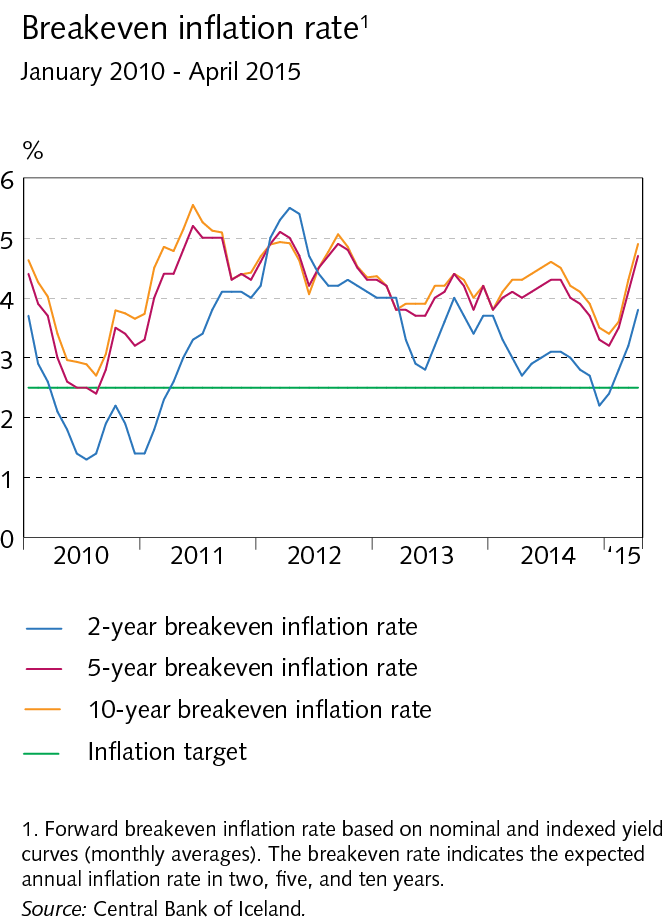 Breakeven inflation rate¹
January 2010 - April 2015
%
6
5
4
3
2
1
0
2010 2011 2012 2013 2014 ‘15
2-year breakeven inflation rate
5-year breakeven inflation rate
10-year breakeven inflation rate
Inflation target
1. Forward breakeven inflation rate based on nominal and indexed yield
curves (monthly averages). The breakeven rate indicates the expected
annual inflation rate in two, five, and ten years.
Source: Central Bank of Iceland.